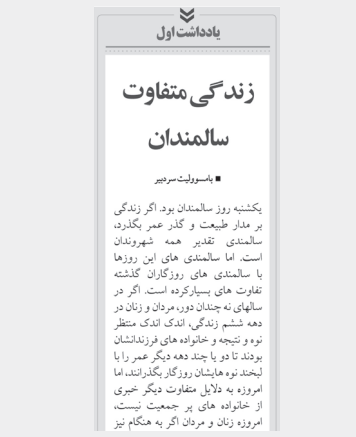 یادداشت اول
زندگی متفاوت
سالمندان
■ بامسوولیت سردبیر
یکشنبه روز سالمندان بود. اگر زندگی
بر مدار طبیعت و گذر عمر بگذرد،
سالمندی تقدیر همه شهروندان
است. اما سالمندی های این روزها
با سالمندی های روزگاران گذشته
تفاوت های بسیارکرده است. اگر در
سالهای نه چندان دور، مردان و زنان در
دهه ششم زندگی، اندک اندک منتظر
نوه و نتیجه و خانواده های فرزندانشان
بودند تا دو یا چند دهه دیگر عمر را با
لبخند نوه هایشان روزگار بگذرانند، اما
امروزه به دلایل متفاوت دیگر خبری
از خانواده های پر جمعیت نیست،
امروزه زنان و مردان اگر به هنگام نیز